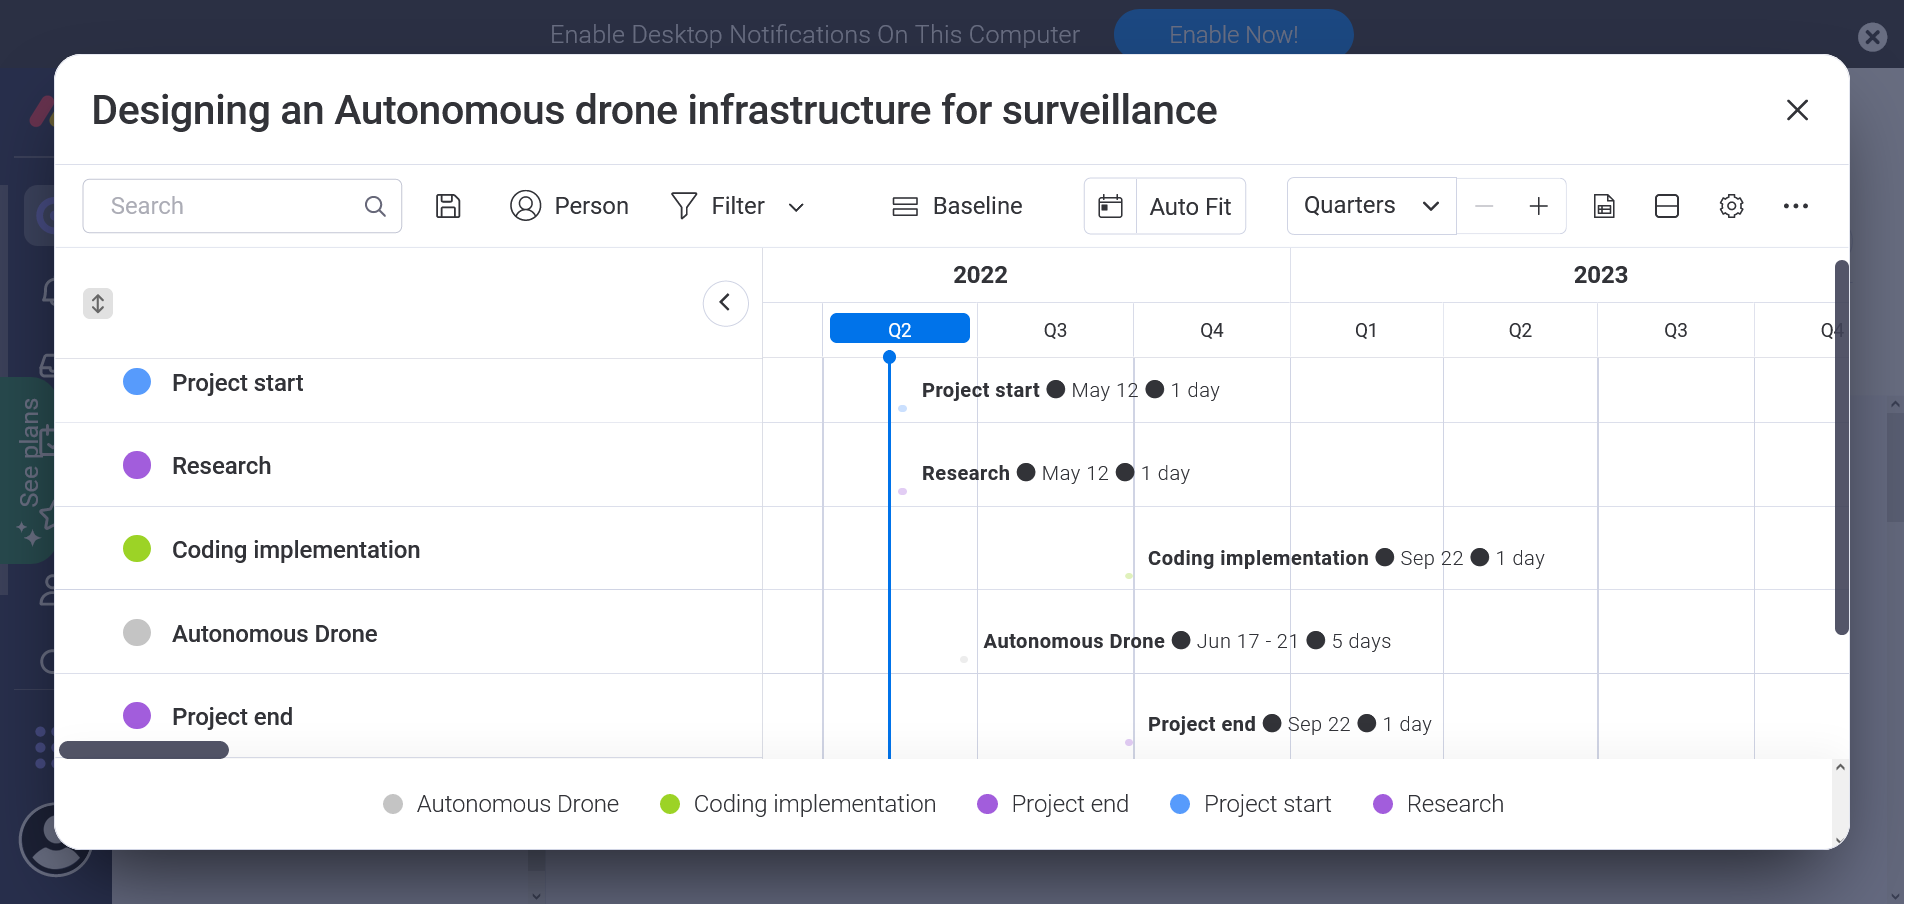 Enable Desktop Notifications On This Computer Enable Now!
Designing an Autonomous drone infrastructure for surveillance
Search Person Filter Baseline Auto Fit Quarters
2022 2023
Q2 Q3 Q4 Q1 Q2 Q3 Q4
Project start Project start ● May 12 ● 1 day
Research Research ● May 12 ● 1 day
Coding implementation Coding implementation ● Sep 22 ● 1 day
Autonomous Drone Autonomous Drone ● Jun 17 - 21 ● 5 days
Project end Project end ● Sep 22 ● 1 day
See plans
Autonomous Drone Coding implementation Project end Project start Research